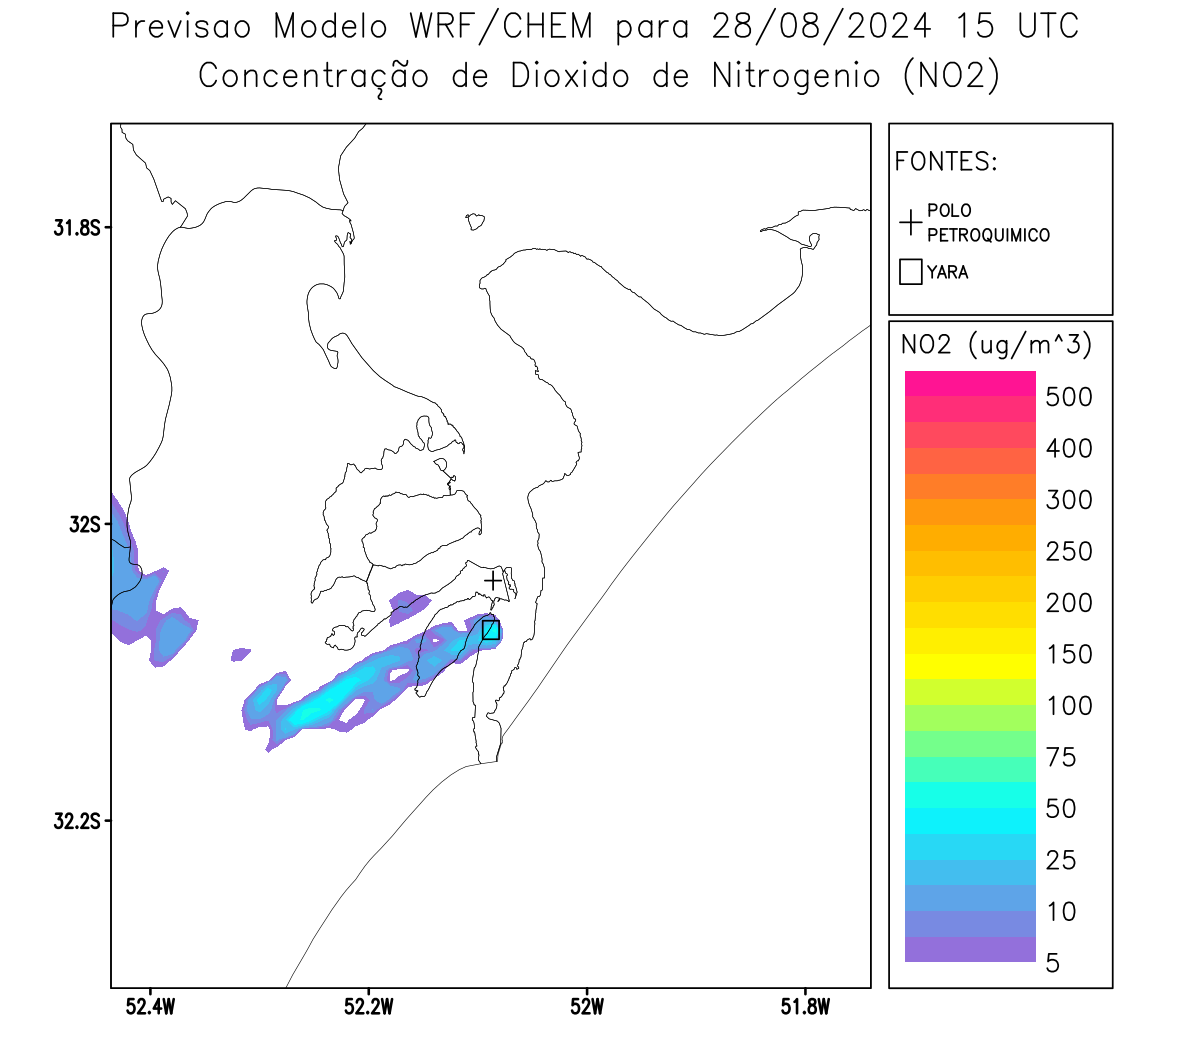 Previsao Modelo WRF/CHEM para 28/08/2024 15 UTC
Concentração de Dioxido de Nitrogenio (NO2)
FONTES:
POLO
PETROQUIMICO
YARA
NO2 (ug/m^3)
500
400
300
250
200
150
100
75
50
25
10
5
31.8S
32S
32.2S
52.4W
52.2W
52W
51.8W